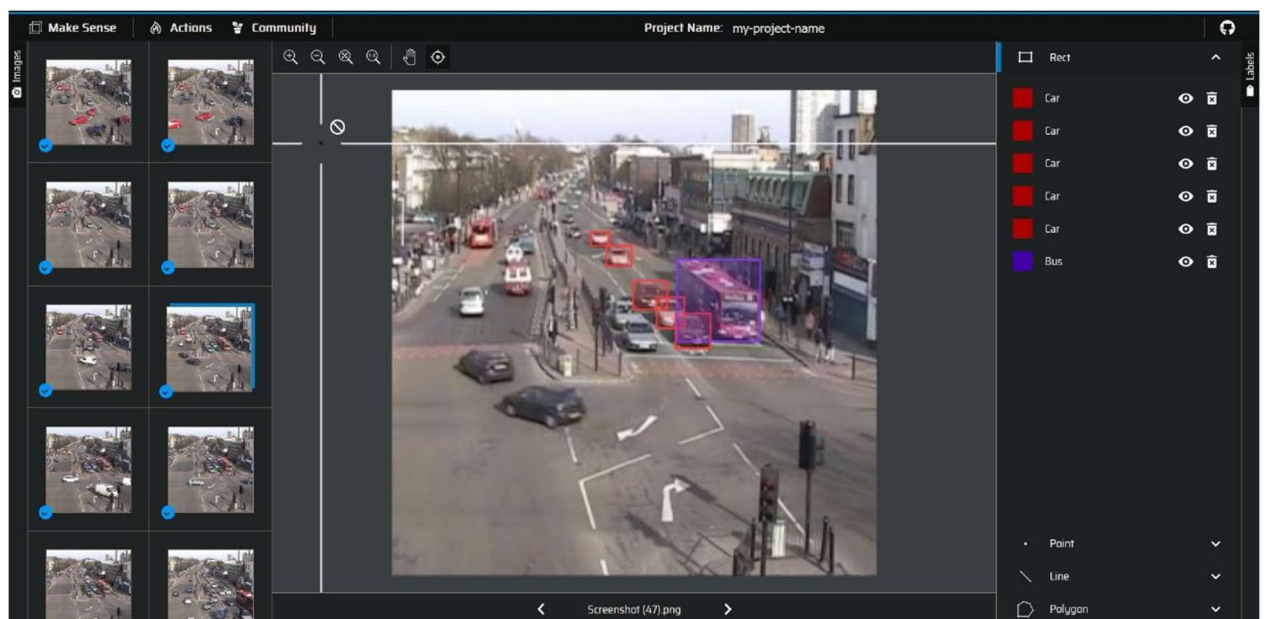 Make Sense Actions Community Project Name: my-project-name
Images
Labels
Rect
Car
Car
Car
Car
Car
Bus
Point
Line
Polygon
Screenshot (47).png